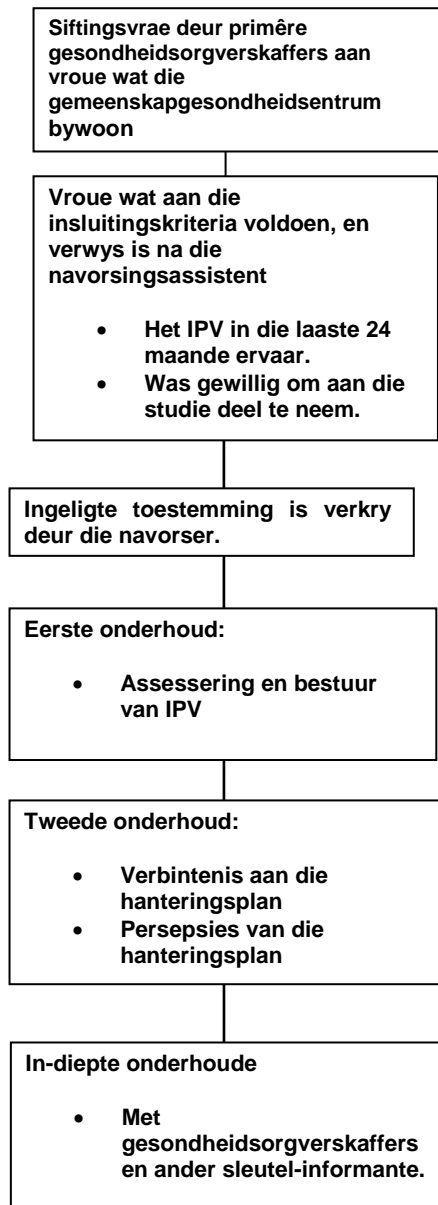 Siftingsvrae deur primêre
gesondheidsorgverskaffers aan
vroue wat die
gemeenskapgesondheidsentrum
bywoon
Vroue wat aan die
insluitingskriteria voldoen, en
verwys is na die
navorsingsassistent
• Het IPV in die laaste 24
maande ervaar.
• Was gewillig om aan die
studie deel te neem.
Ingeligte toestemming is verkry
deur die navorser.
Eerste onderhoud:
• Assessering en bestuur
van IPV
Tweede onderhoud:
• Verbintenis aan die
hanteringsplan
• Persepsies van die
hanteringsplan
In-diepte onderhoude
• Met
gesondheidsorgverskaffers
en ander sleutel-informante.